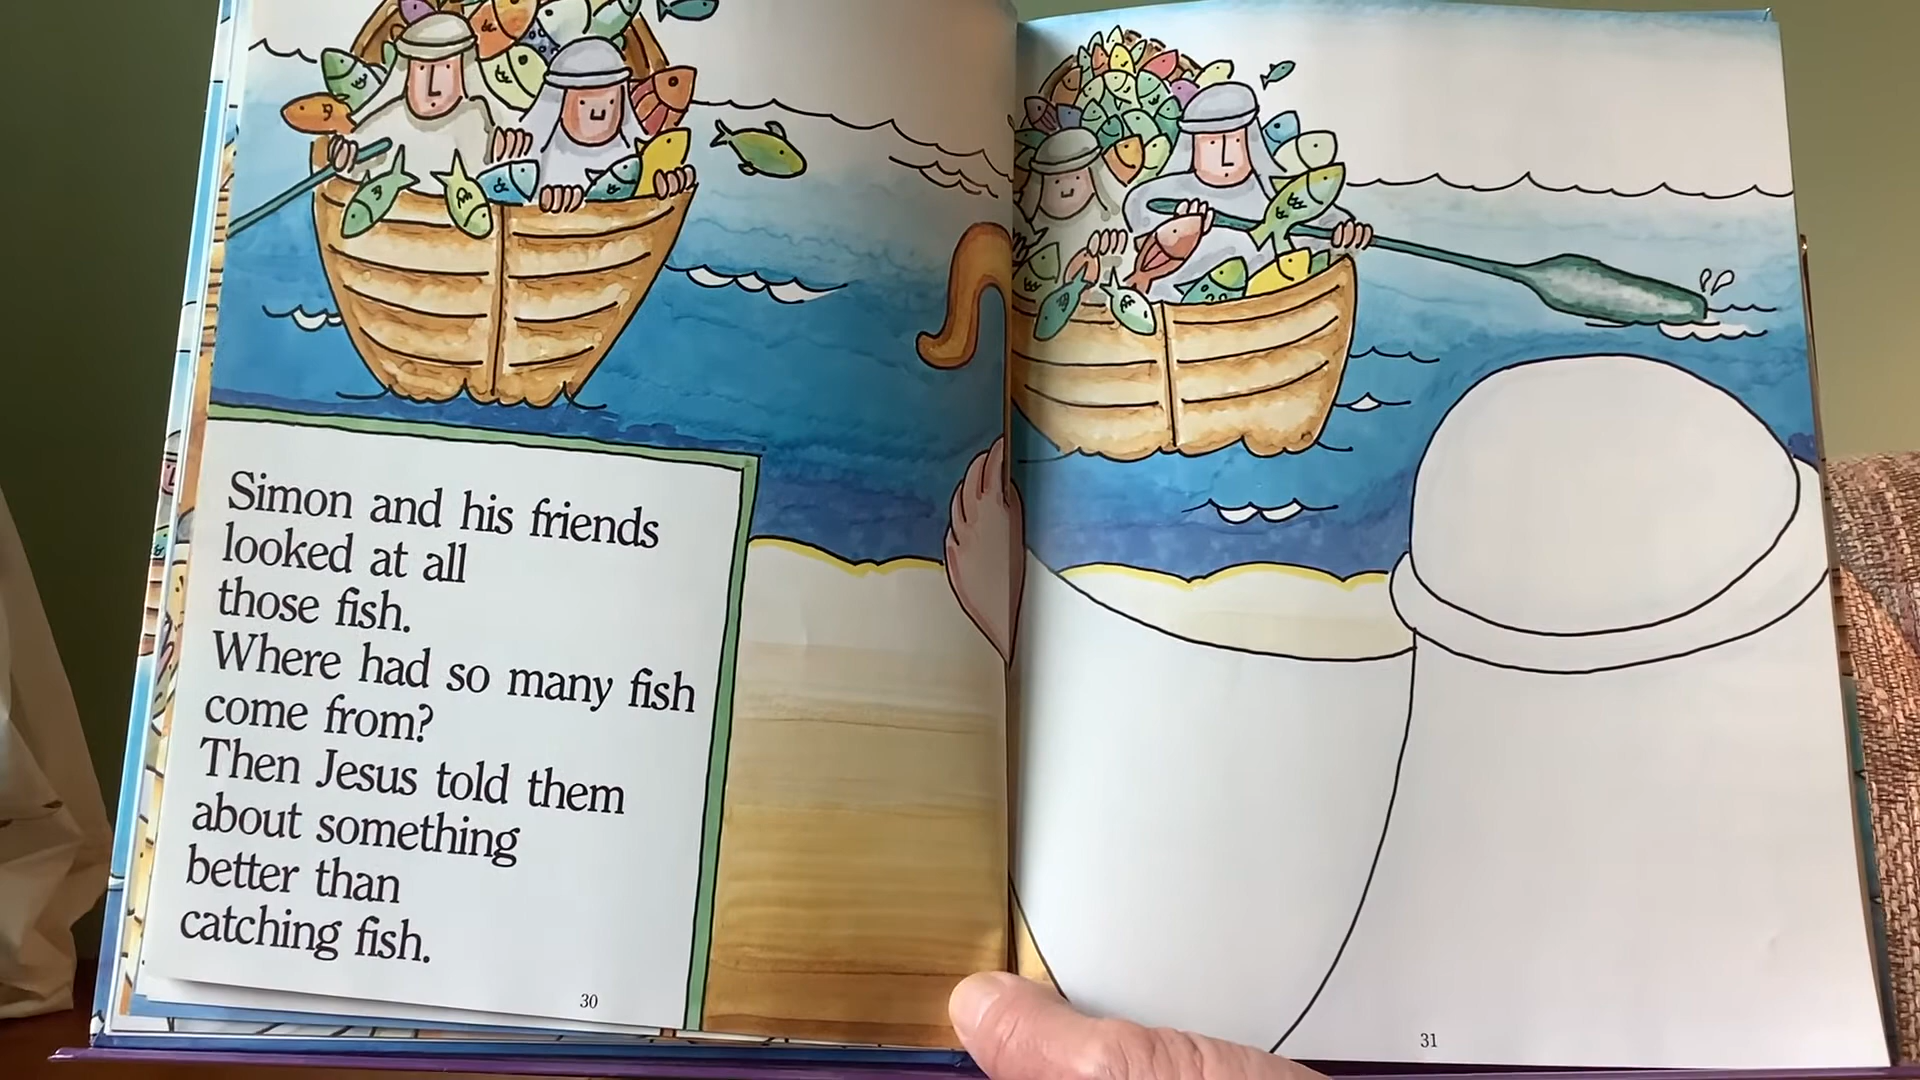 Simon and his friends
looked at all
those fish.
Where had so many fish
come from?
Then Jesus told them
about something
better than
catching fish.
30
31